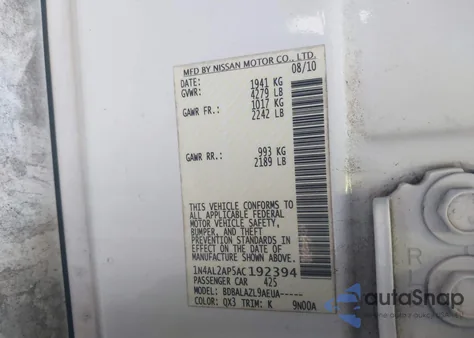 MFD BY NISSAN MOTOR CO., LTD.
DATE: 08/10
GVWR: 1941 KG
4279 LB
GAWR FR.: 1017 KG
2242 LB
GAWR RR.: 993 KG
2189 LB
THIS VEHICLE CONFORMS TO
ALL APPLICABLE FEDERAL
MOTOR VEHICLE SAFETY,
BUMPER, AND THEFT
PREVENTION STANDARDS IN
EFFECT ON THE DATE OF
MANUFACTURE SHOWN ABOVE.
1N4AL2AP5AC192394
PASSENGER CAR 425
MODEL: BDBALAZL9AEUA-----
COLOR: QX3 TRIM: K 9N00A
R
autoSnap